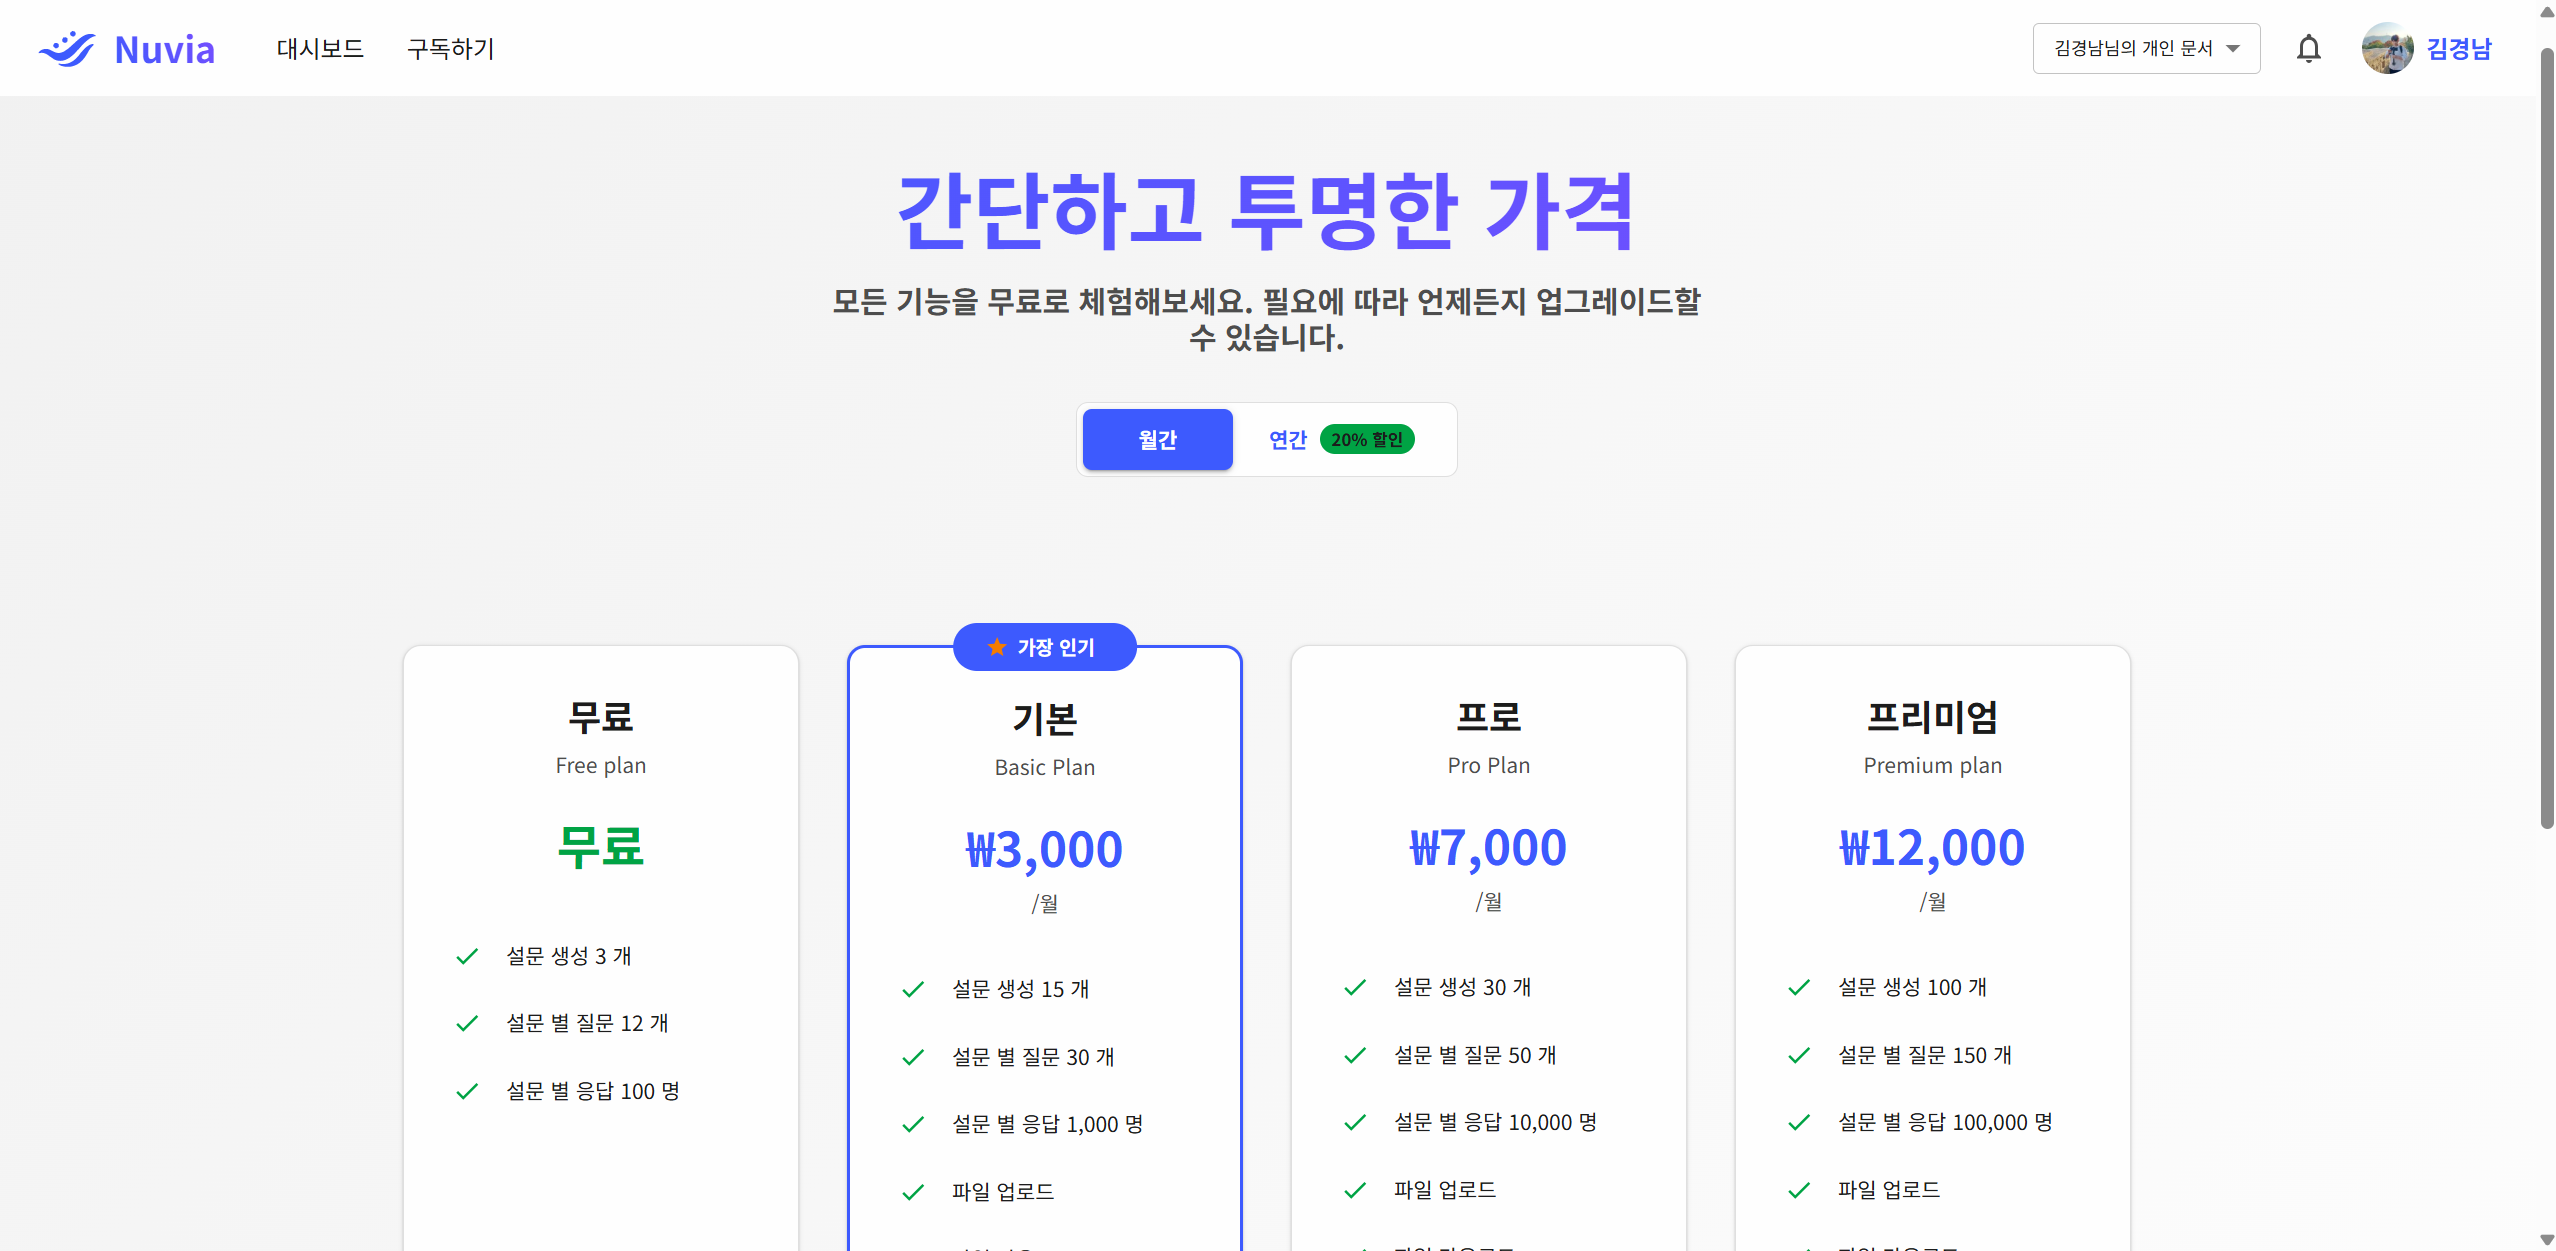 Nuvia
대시보드
구독하기
김경남님의 개인 문서
김경남
간단하고 투명한 가격
모든 기능을 무료로 체험해보세요. 필요에 따라 언제든지 업그레이드할
수 있습니다.
월간
연간
20% 할인
무료
Free plan
무료
설문 생성 3 개
설문 별 질문 12 개
설문 별 응답 100 명
가장 인기
기본
Basic Plan
₩3,000
/월
설문 생성 15 개
설문 별 질문 30 개
설문 별 응답 1,000 명
파일 업로드
프로
Pro Plan
₩7,000
/월
설문 생성 30 개
설문 별 질문 50 개
설문 별 응답 10,000 명
파일 업로드
프리미엄
Premium plan
₩12,000
/월
설문 생성 100 개
설문 별 질문 150 개
설문 별 응답 100,000 명
파일 업로드